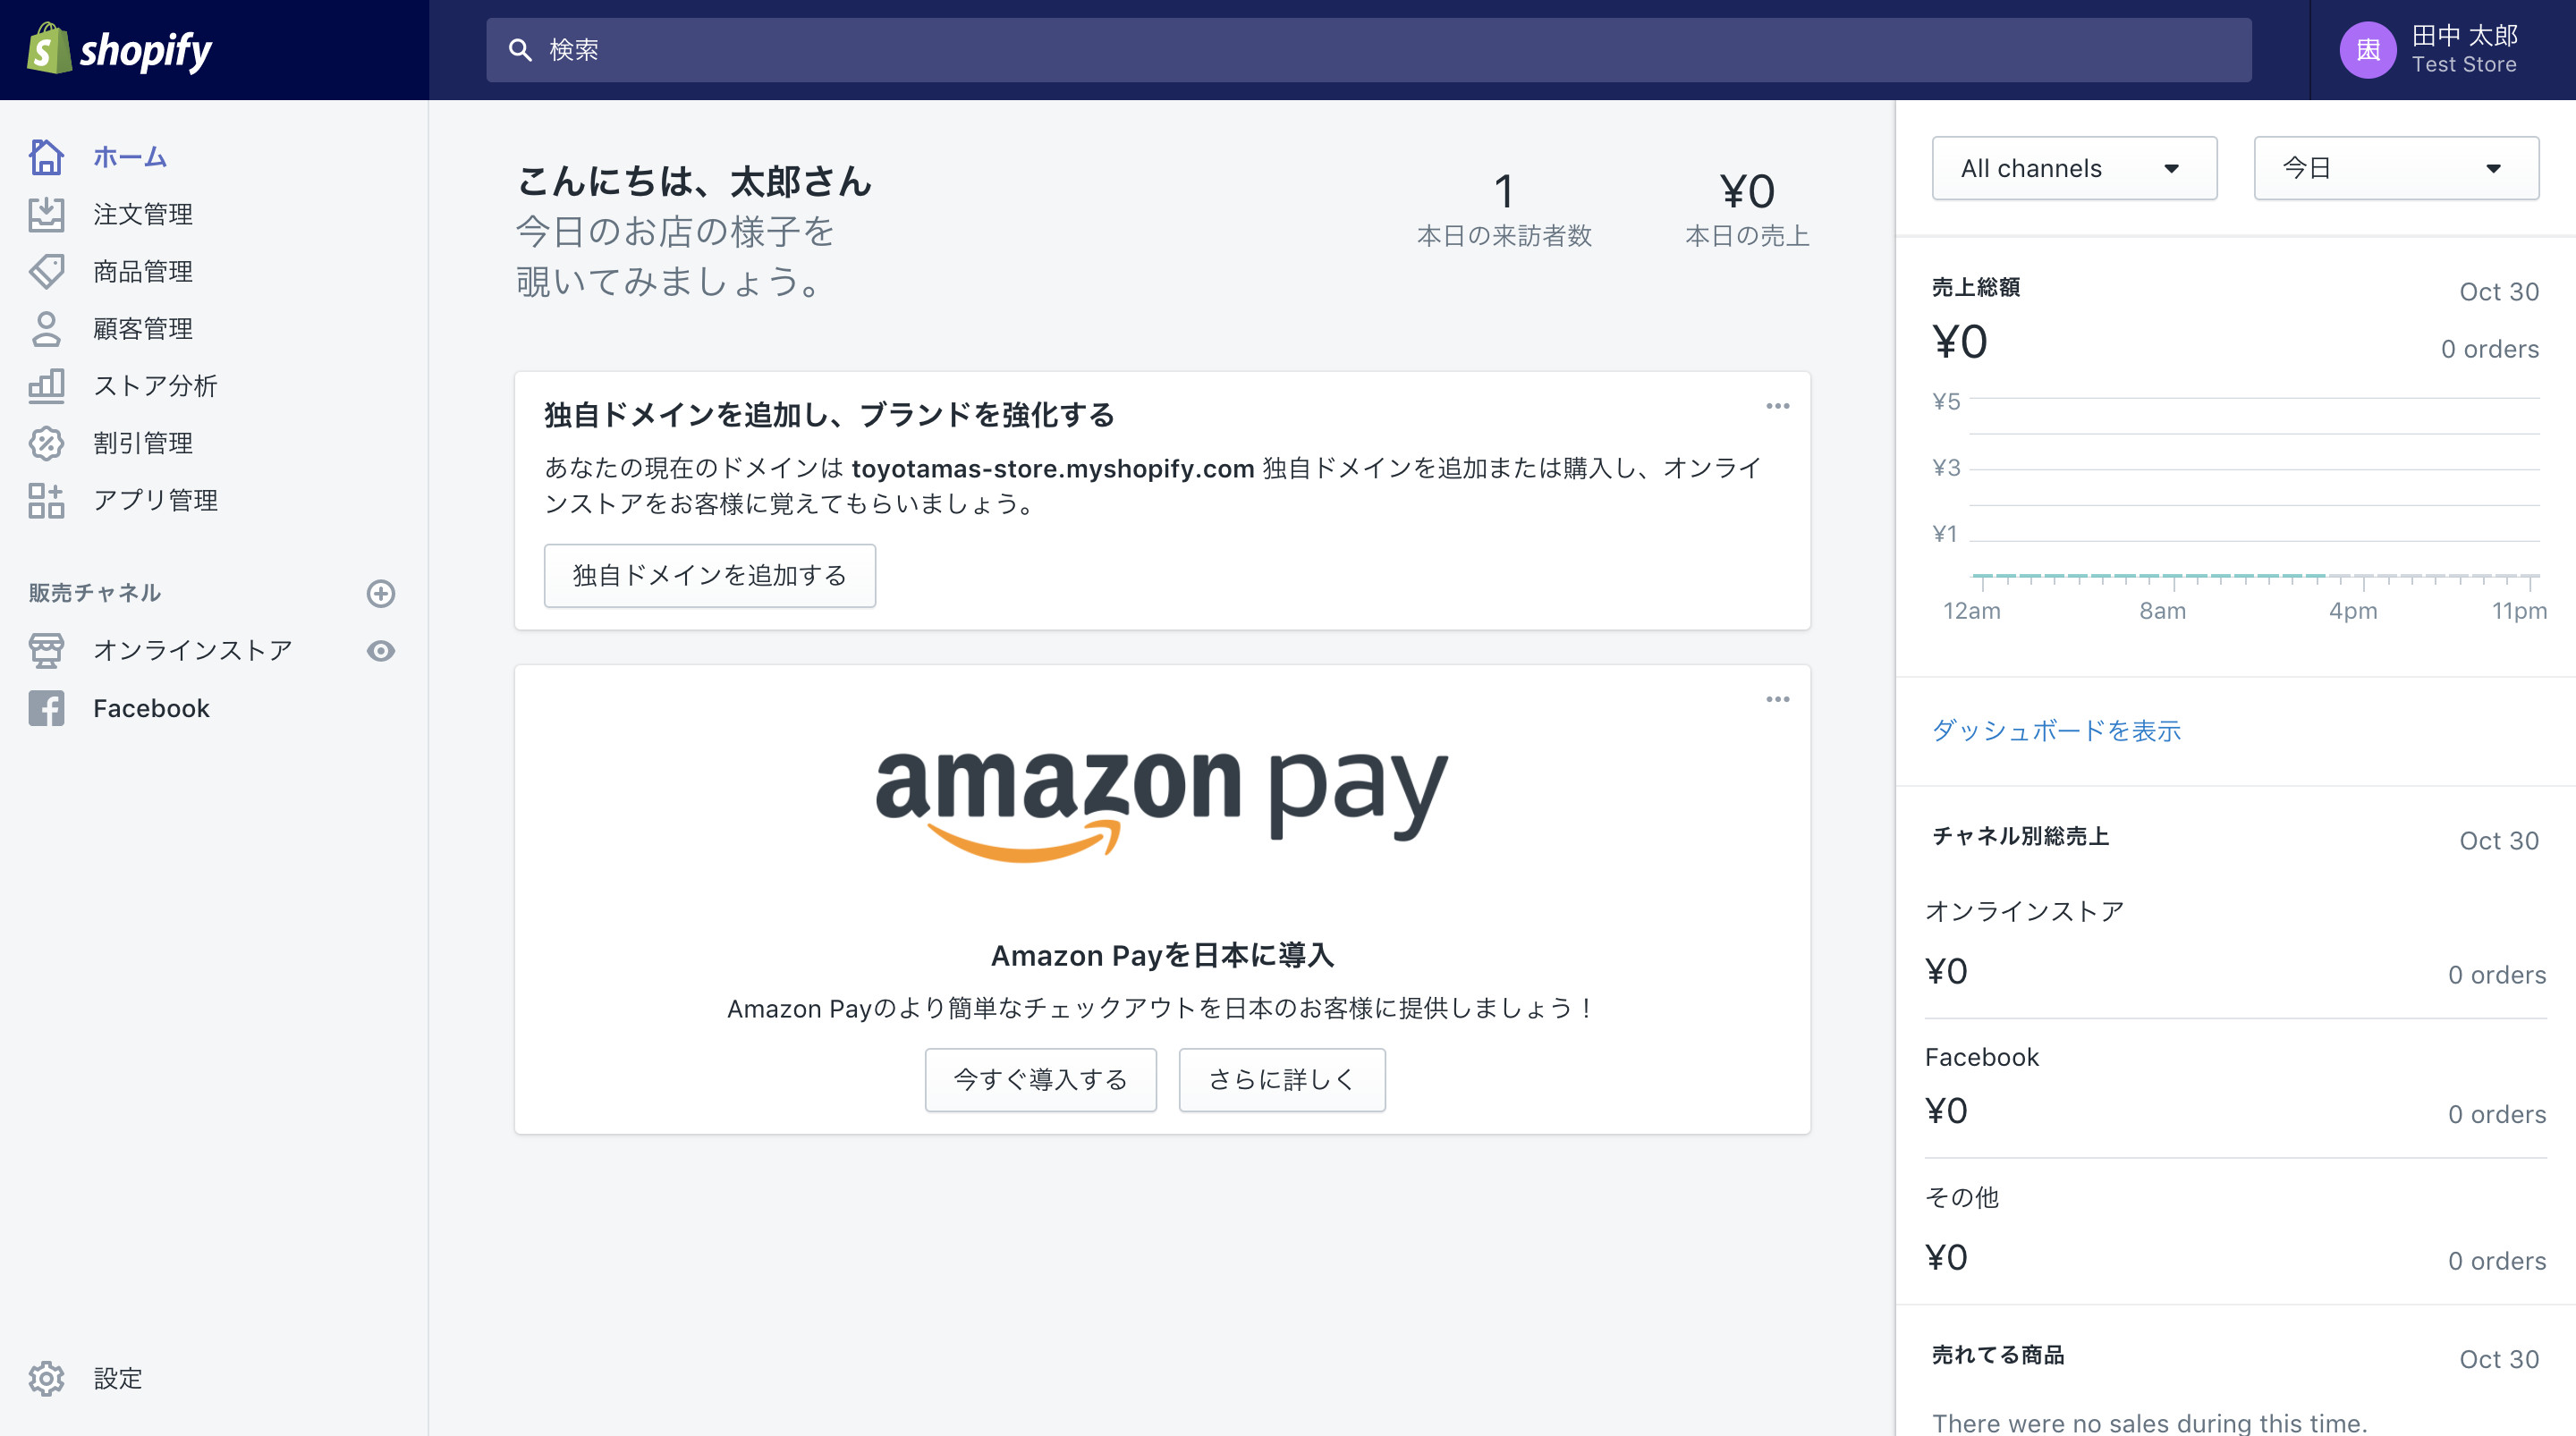 shopify
検索
田中 太郎
Test Store
ホーム
注文管理
商品管理
顧客管理
ストア分析
割引管理
アプリ管理
販売チャネル
オンラインストア
Facebook
設定
こんにちは、太郎さん
今日のお店の様子を
覗いてみましょう。
1
本日の来訪者数
¥0
本日の売上
独自ドメインを追加し、ブランドを強化する
あなたの現在のドメインは toyotamas-store.myshopify.com 独自ドメインを追加または購入し、オンライ
ンストアをお客様に覚えてもらいましょう。
独自ドメインを追加する
amazon pay
Amazon Payを日本に導入
Amazon Payのより簡単なチェックアウトを日本のお客様に提供しましょう！
今すぐ導入する
さらに詳しく
All channels
今日
売上総額
Oct 30
¥0
0 orders
¥5
¥3
¥1
12am
8am
4pm
11pm
ダッシュボードを表示
チャネル別総売上
Oct 30
オンラインストア
¥0
0 orders
Facebook
¥0
0 orders
その他
¥0
0 orders
売れてる商品
Oct 30
There were no sales during this time.